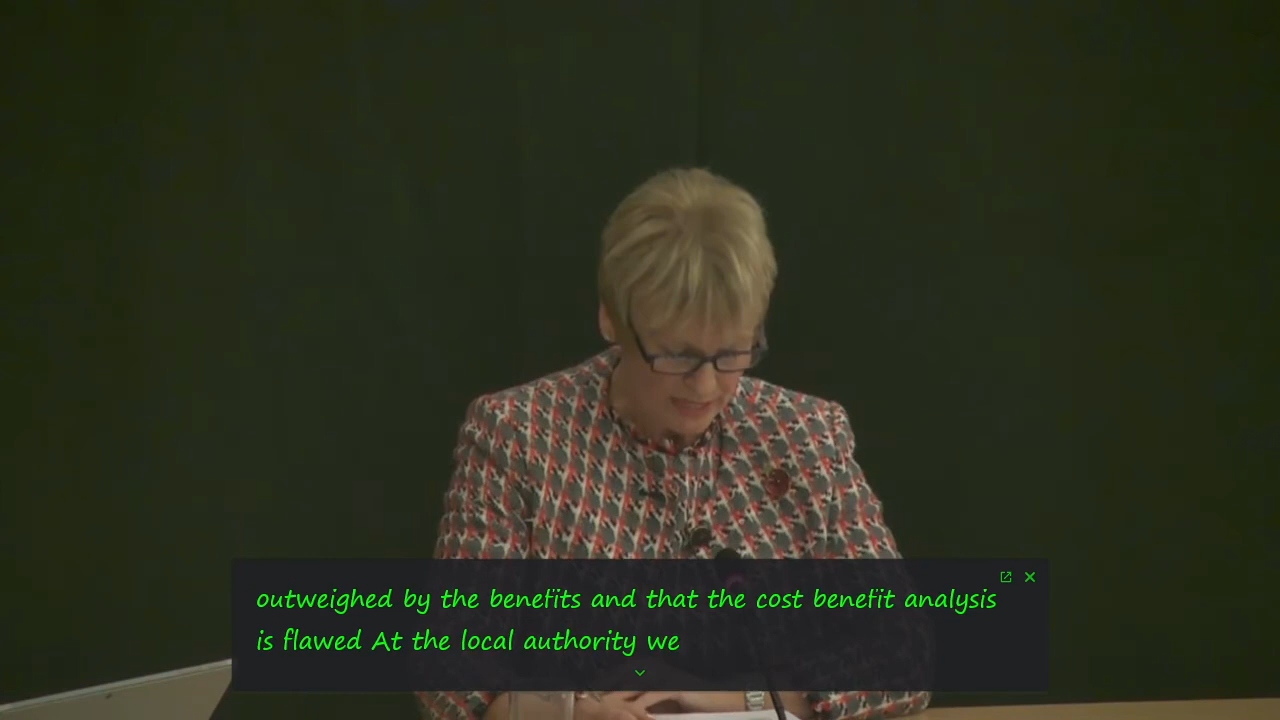 outweighed by the benefits and that the cost benefit analysis
is flawed At the local authority we